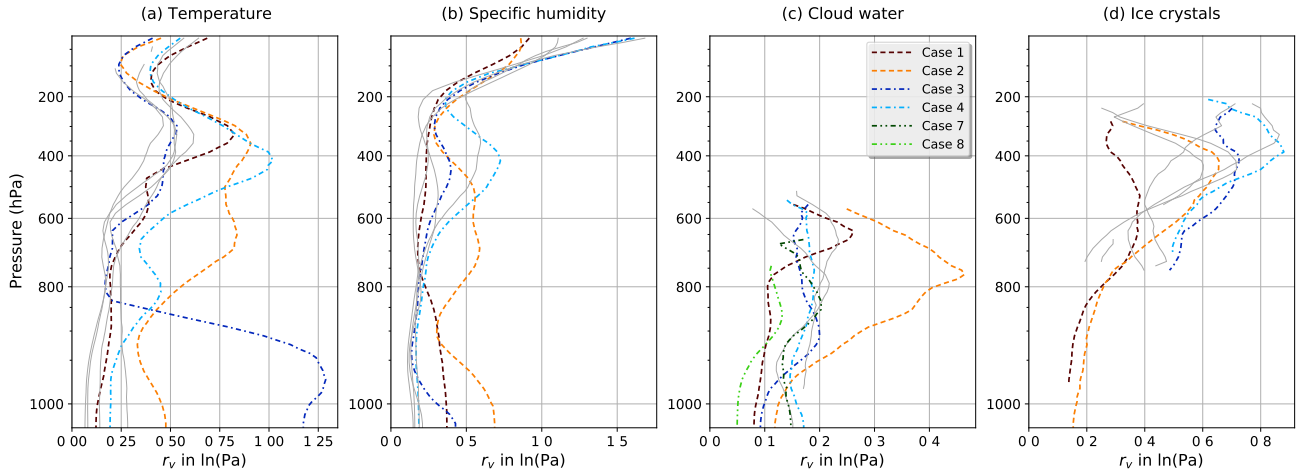 (a) Temperature
(b) Specific humidity
(c) Cloud water
(d) Ice crystals
Pressure (hPa)
200
400
600
800
1000
0.00
0.25
0.50
0.75
1.00
1.25
r_v in ln(Pa)
200
400
600
800
1000
0.0
0.5
1.0
1.5
r_v in ln(Pa)
Case 1
Case 2
Case 3
Case 4
Case 7
Case 8
200
400
600
800
1000
0.0
0.1
0.2
0.3
0.4
r_v in ln(Pa)
200
400
600
800
1000
0.0
0.2
0.4
0.6
0.8
r_v in ln(Pa)